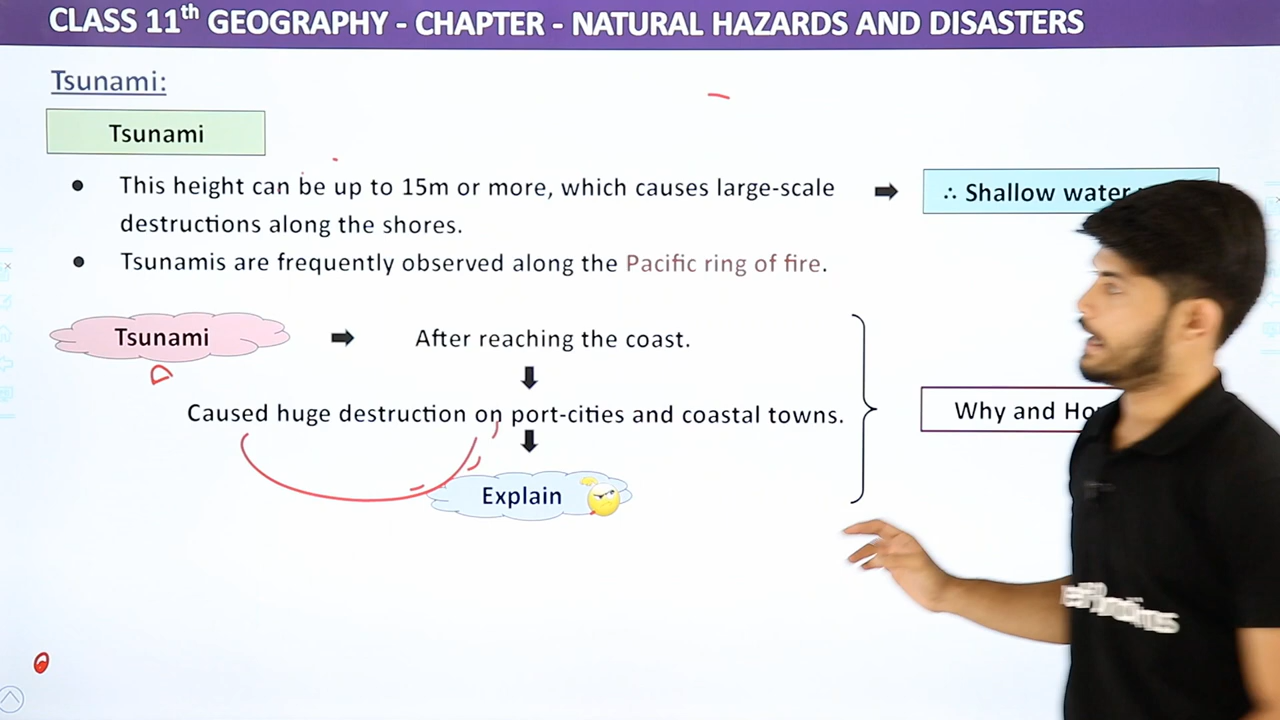 CLASS 11th GEOGRAPHY - CHAPTER - NATURAL HAZARDS AND DISASTERS
Tsunami:
Tsunami
● This height can be up to 15m or more, which causes large-scale
destructions along the shores.
∴ Shallow water
● Tsunamis are frequently observed along the Pacific ring of fire.
Tsunami
After reaching the coast.
Caused huge destruction on port-cities and coastal towns.
Why and
Explain